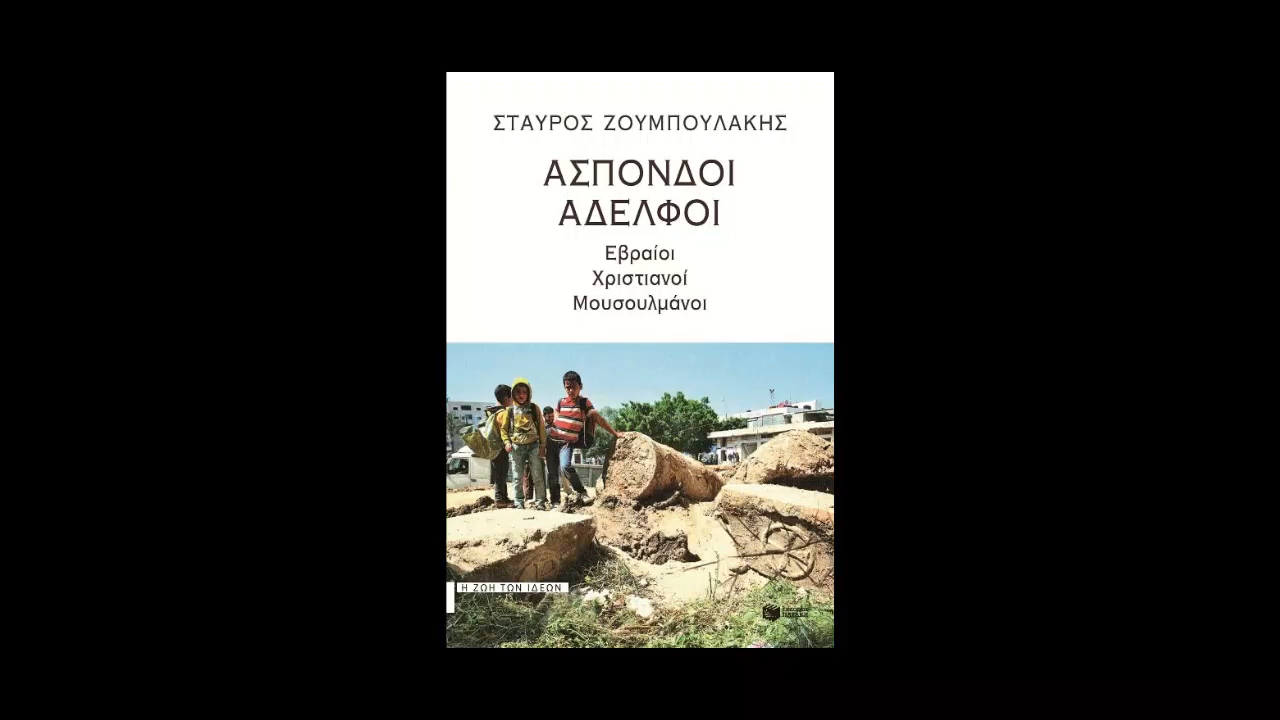 ΣΤΑΥΡΟΣ ΖΟΥΜΠΟΥΛΑΚΗΣ
ΑΣΠΟΝΔΟΙ
ΑΔΕΛΦΟΙ
Εβραίοι
Χριστιανοί
Μουσουλμάνοι
Η ΖΩΗ ΤΩΝ ΙΔΕΩΝ